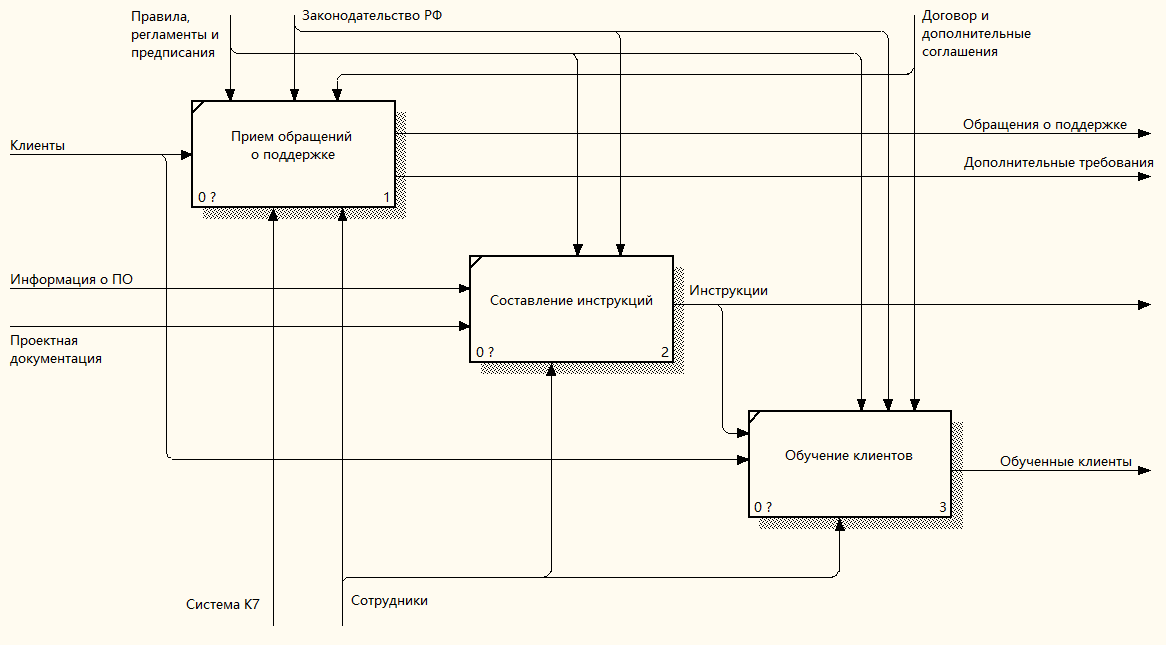 Правила,
регламенты и
предписания
Законодательство РФ
Договор и
дополнительные
соглашения
Клиенты
Прием обращений
о поддержке
0 ?
1
Обращения о поддержке
Дополнительные требования
Информация о ПО
Проектная
документация
Составление инструкций
0 ?
2
Инструкции
Обучение клиентов
0 ?
3
Обученные клиенты
Система К7
Сотрудники